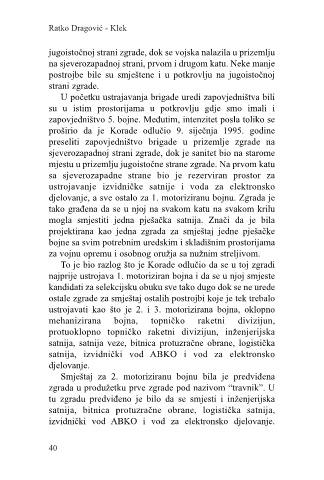 Ratko Dragović - Klek
jugoistočnoj strani zgrade, dok se vojska nalazila u prizemlju
na sjeverozapadnoj strani, prvom i drugom katu. Neke manje
postrojbe bile su smještene i u potkrovlju na jugoistočnoj
strani zgrade.
U početku ustrajavanja brigade uredi zapovjedništva bili
su u istim prostorijama u potkrovlju gdje smo imali i
zapovjedništvo 5. bojne. Međutim, intenzitet posla toliko se
proširio da je Korade odlučio 9. siječnja 1995. godine
preseliti zapovjedništvo brigade u prizemlje zgrade na
sjeverozapadnoj strani zgrade, dok je sanitet bio na starome
mjestu u prizemlju jugoistočne strane zgrade. Na prvom katu
sa sjeverozapadne strane bio je rezerviran prostor za
ustrojavanje izvidničke satnije i voda za elektronsko
djelovanje, a sve ostalo za 1. motoriziranu bojnu. Zgrada je
tako građena da se u njoj na svakom katu na svakom krilu
mogla smjestiti jedna pješačka satnija. Znači da je bila
projektirana kao jedna zgrada za smještaj jedne pješačke
bojne sa svim potrebnim uredskim i skladišnim prostorijama
za vojnu opremu i osobnog oružja sa nužnim streljivom.
To je bio razlog što je Korade odlučio da se u toj zgradi
najprije ustrojava 1. motoriziran bojna i da se u njoj smjeste
kandidati za selekcijsku obuku sve tako dugo dok se ne urede
ostale zgrade za smještaj ostalih postrojbi koje je tek trebalo
ustrojavati kao što je 2. i 3. motorizirana bojna, oklopno
mehanizirana bojna, topničko raketni divizijun,
protuoklopno topničko raketni divizijun, inženjerijska
satnija, satnija veze, bitnica protuzračne obrane, logistička
satnija, izvidnički vod ABKO i vod za elektronsko
djelovanje.
Smještaj za 2. motoriziranu bojnu bila je predviđena
zgrada u produžetku prve zgrade pod nazivom “travnik”. U
tu zgradu predviđeno je bilo da se smjesti i inženjerijska
satnija, bitnica protuzračne obrane, logistička satnija,
izvidnički vod ABKO i vod za elektronsko djelovanje.
40